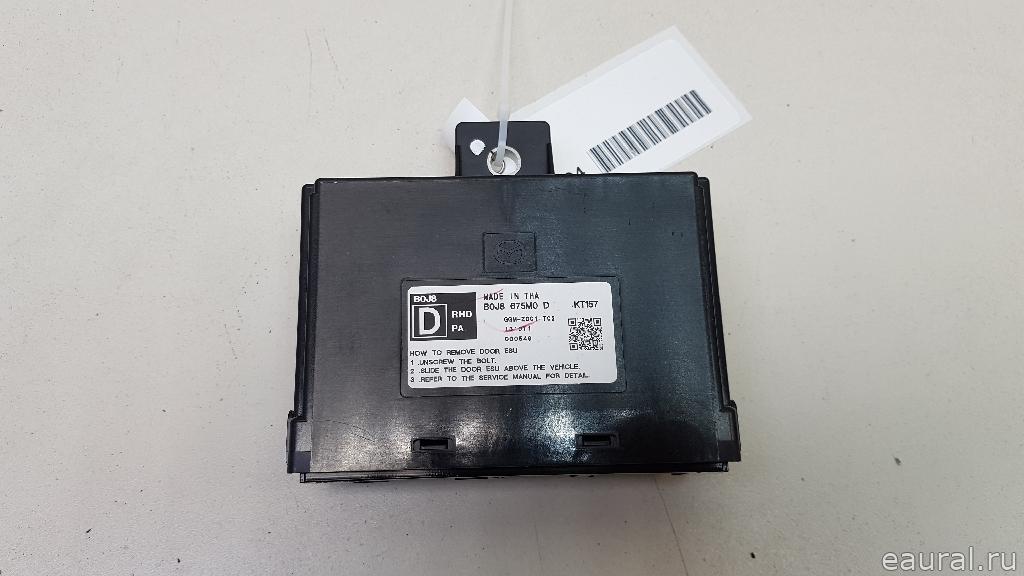 B0J8
D
RHD
PA
MADE IN THA
B0J8 675M0 D
KT157
000548
HOW TO REMOVE DOOR ESU
1 .UNSCREW THE BOLT.
2 .SLIDE THE DOOR ESU ABOVE THE VEHICLE.
3 .REFER TO THE SERVICE MANUAL FOR DETAIL.
eaural.ru